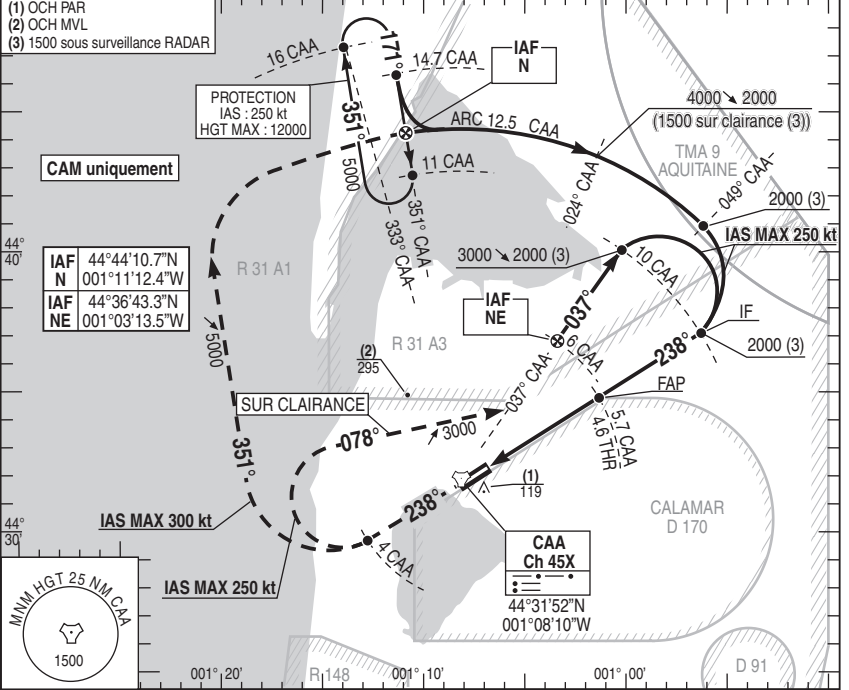 (1) OCH PAR
(2) OCH MVL
(3) 1500 sous surveillance RADAR
16 CAA
171°
14.7 CAA
IAF
N
PROTECTION
IAS : 250 kt
HGT MAX : 12000
351°
5000
ARC 12.5 CAA
4000 ↘ 2000
(1500 sur clairance (3))
TMA 9
AQUITAINE
CAM uniquement
11 CAA
351° CAA
333° CAA
024° CAA
049° CAA
2000 (3)
IAS MAX 250 kt
44°
40'
IAF
N
44°44'10.7"N
001°11'12.4"W
IAF
NE
44°36'43.3"N
001°03'13.5"W
R 31 A1
3000 ↘ 2000 (3)
10 CAA
IAF
NE
037°
IF
2000 (3)
↘ 5000
R 31 A3
6 CAA
238°
(2)
295
037° CAA
FAP
SUR CLAIRANCE
078°
↗ 3000
5.7 CAA
4.6 THR
351°
(1)
119
238°
CALAMAR
D 170
IAS MAX 300 kt
44°
30'
4 CAA
CAA
Ch 45X
44°31'52"N
001°08'10"W
IAS MAX 250 kt
MNM HGT 25 NM CAA
1500
001° 20'
R 148
001° 10'
001° 00'
D 91